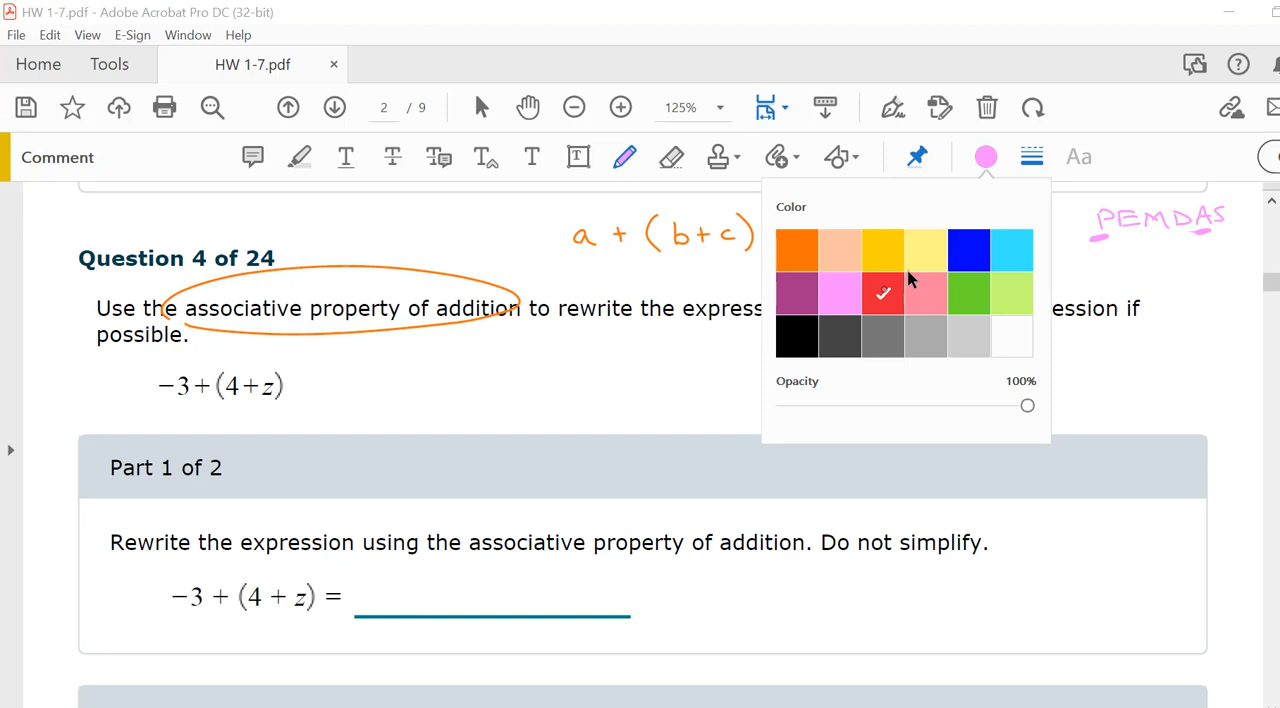 HW 1-7.pdf - Adobe Acrobat Pro DC (32-bit)
File Edit View E-Sign Window Help
Home Tools HW 1-7.pdf ×
2 / 9 125%
Comment Aa
Color
a + (b+c) PEMDAS
Question 4 of 24
Use the associative property of addition to rewrite the express ession if
possible.
−3+(4+z)
Opacity 100%
Part 1 of 2
Rewrite the expression using the associative property of addition. Do not simplify.
−3 + (4 + z) =